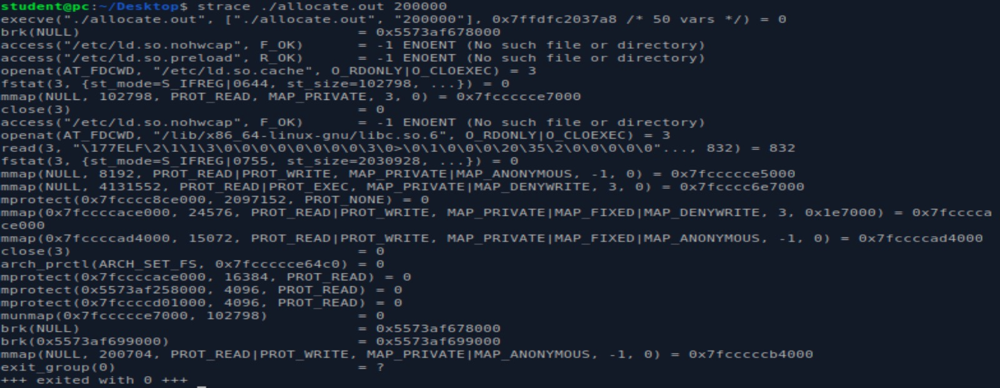 student@pc:~/Desktop$ strace ./allocate.out 200000
execve("./allocate.out", ["./allocate.out", "200000"], 0x7ffdfc2037a8 /* 50 vars */) = 0
brk(NULL)                               = 0x5573af678000
access("/etc/ld.so.nohwcap", F_OK)      = -1 ENOENT (No such file or directory)
access("/etc/ld.so.preload", R_OK)      = -1 ENOENT (No such file or directory)
openat(AT_FDCWD, "/etc/ld.so.cache", O_RDONLY|O_CLOEXEC) = 3
fstat(3, {st_mode=S_IFREG|0644, st_size=102798, ...}) = 0
mmap(NULL, 102798, PROT_READ, MAP_PRIVATE, 3, 0) = 0x7fccccce7000
close(3)                                = 0
access("/etc/ld.so.nohwcap", F_OK)      = -1 ENOENT (No such file or directory)
openat(AT_FDCWD, "/lib/x86_64-linux-gnu/libc.so.6", O_RDONLY|O_CLOEXEC) = 3
read(3, "\177ELF\2\1\1\3\0\0\0\0\0\0\0\0\3\0>\0\1\0\0\0\20\35\2\0\0\0\0\0"..., 832) = 832
fstat(3, {st_mode=S_IFREG|0755, st_size=2030928, ...}) = 0
mmap(NULL, 8192, PROT_READ|PROT_WRITE, MAP_PRIVATE|MAP_ANONYMOUS, -1, 0) = 0x7fccccce5000
mmap(NULL, 4131552, PROT_READ|PROT_EXEC, MAP_PRIVATE|MAP_DENYWRITE, 3, 0) = 0x7fcccc6e7000
mprotect(0x7fcccc8ce000, 2097152, PROT_NONE) = 0
mmap(0x7fccccace000, 24576, PROT_READ|PROT_WRITE, MAP_PRIVATE|MAP_FIXED|MAP_DENYWRITE, 3, 0x1e7000) = 0x7fcccca
ce000
mmap(0x7fccccad4000, 15072, PROT_READ|PROT_WRITE, MAP_PRIVATE|MAP_FIXED|MAP_ANONYMOUS, -1, 0) = 0x7fccccad4000
close(3)                                = 0
arch_prctl(ARCH_SET_FS, 0x7fccccce64c0) = 0
mprotect(0x7fccccace000, 16384, PROT_READ) = 0
mprotect(0x5573af258000, 4096, PROT_READ) = 0
mprotect(0x7fccccd01000, 4096, PROT_READ) = 0
munmap(0x7fccccce7000, 102798)          = 0
brk(NULL)                               = 0x5573af678000
brk(0x5573af699000)                     = 0x5573af699000
mmap(NULL, 200704, PROT_READ|PROT_WRITE, MAP_PRIVATE|MAP_ANONYMOUS, -1, 0) = 0x7fcccccb4000
exit_group(0)                           = ?
+++ exited with 0 +++